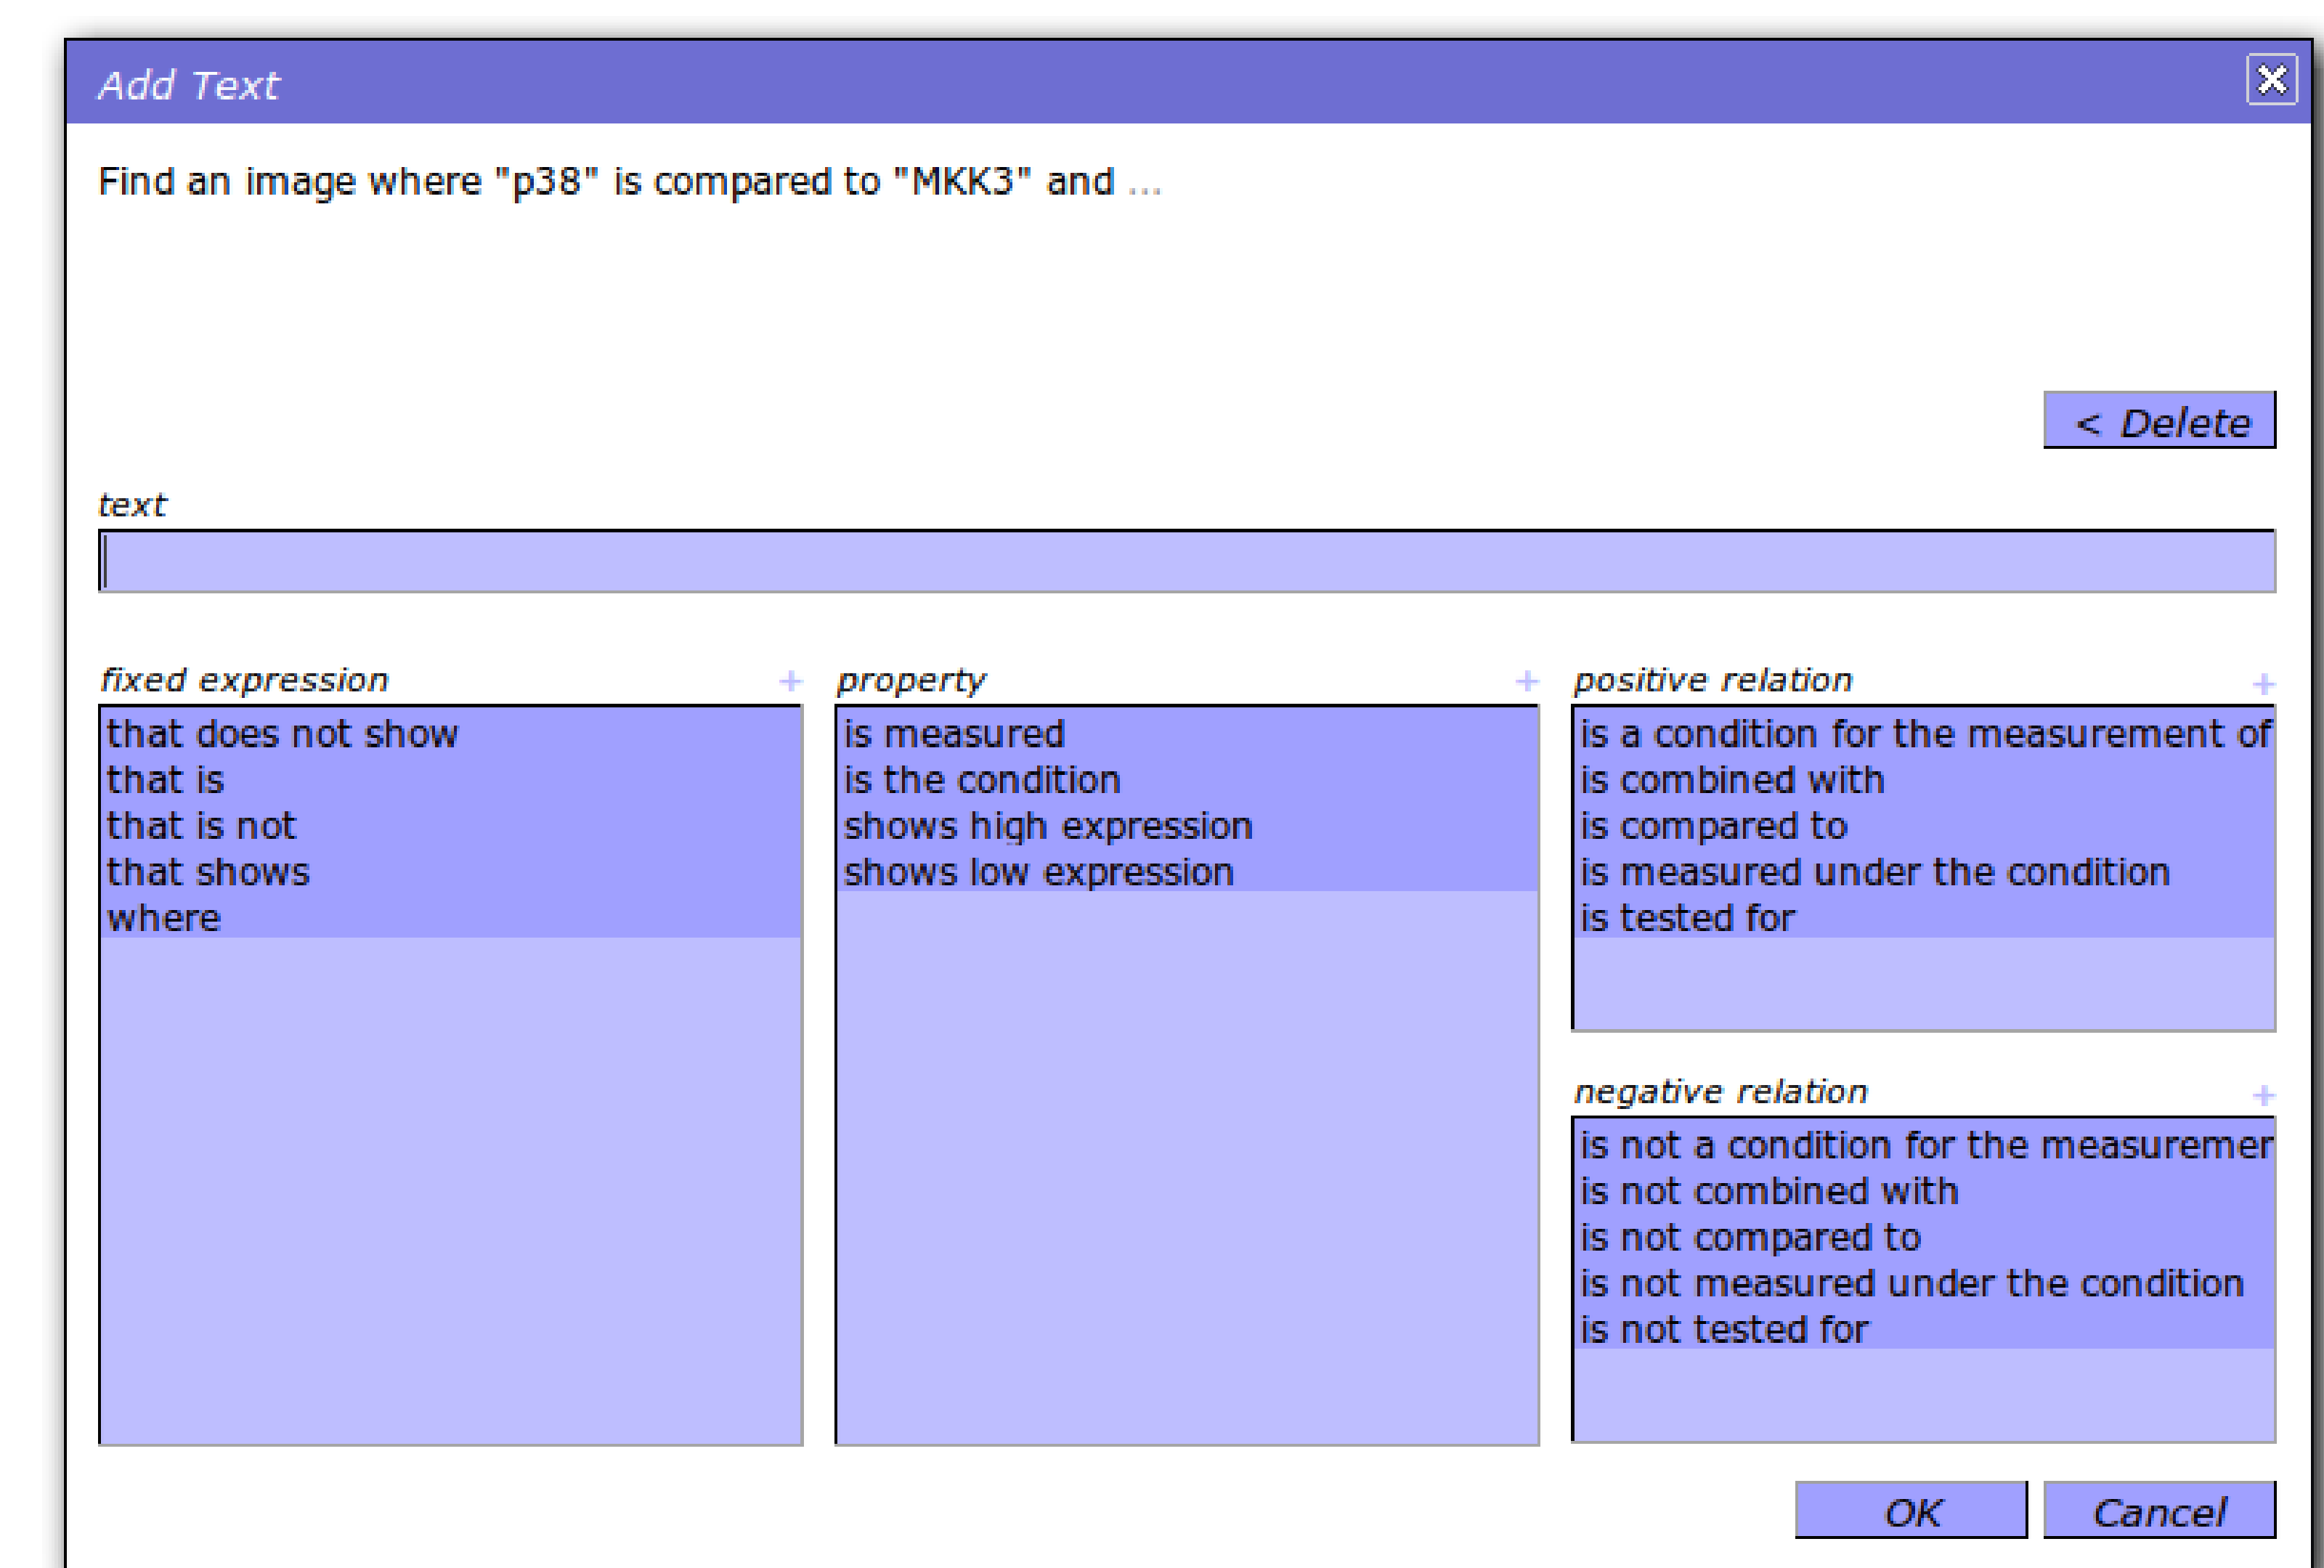 Add Text
Find an image where "p38" is compared to "MKK3" and ...
< Delete
text
fixed expression +
that does not show
that is
that is not
that shows
where
property +
is measured
is the condition
shows high expression
shows low expression
positive relation +
is a condition for the measurement of
is combined with
is compared to
is measured under the condition
is tested for
negative relation +
is not a condition for the
is not combined with
is not compared to
is not measured under the condition
is not tested for
OK
Cancel